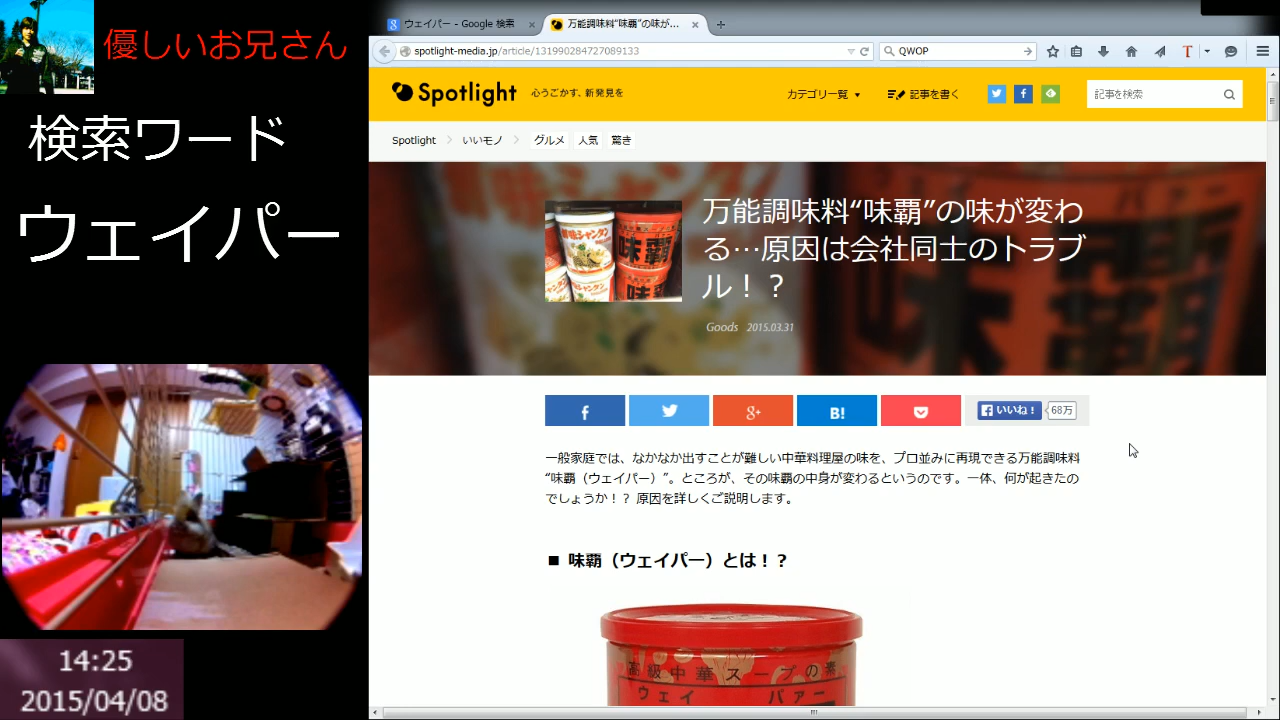 優しいお兄さん
検索ワード
ウェイパー
14:25
2015/04/08
ウェイパー - Google 検索
万能調味料“味覇”の味が...
spotlight-media.jp/article/131990284727089133
QWOP
Spotlight
心うごかす、新発見を
カテゴリ一覧
記事を書く
記事を検索
Spotlight
いいモノ
グルメ 人気 驚き
万能調味料“味覇”の味が変わ
る…原因は会社同士のトラブ
ル！？
Goods 2015.03.31
味覇
味覇
B!
いいね！
68万
一般家庭では、なかなか出すことが難しい中華料理屋の味を、プロ並みに再現できる万能調味料
“味覇（ウェイパー）”。ところが、その味覇の中身が変わるというのです。一体、何が起きたの
でしょうか！？ 原因を詳しくご説明します。
■ 味覇（ウェイパー）とは！？
高級中華スープの素
ウェイ パァー